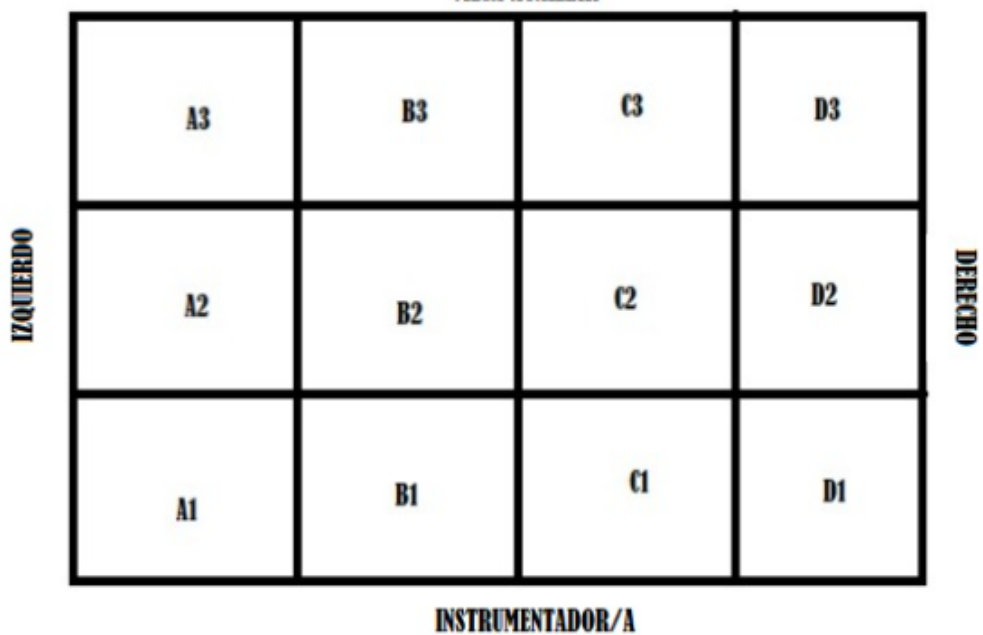 A3 B3 C3 D3
IZQUIERDO
A2 B2 C2 D2
DERECHO
A1 B1 C1 D1
INSTRUMENTADOR/A